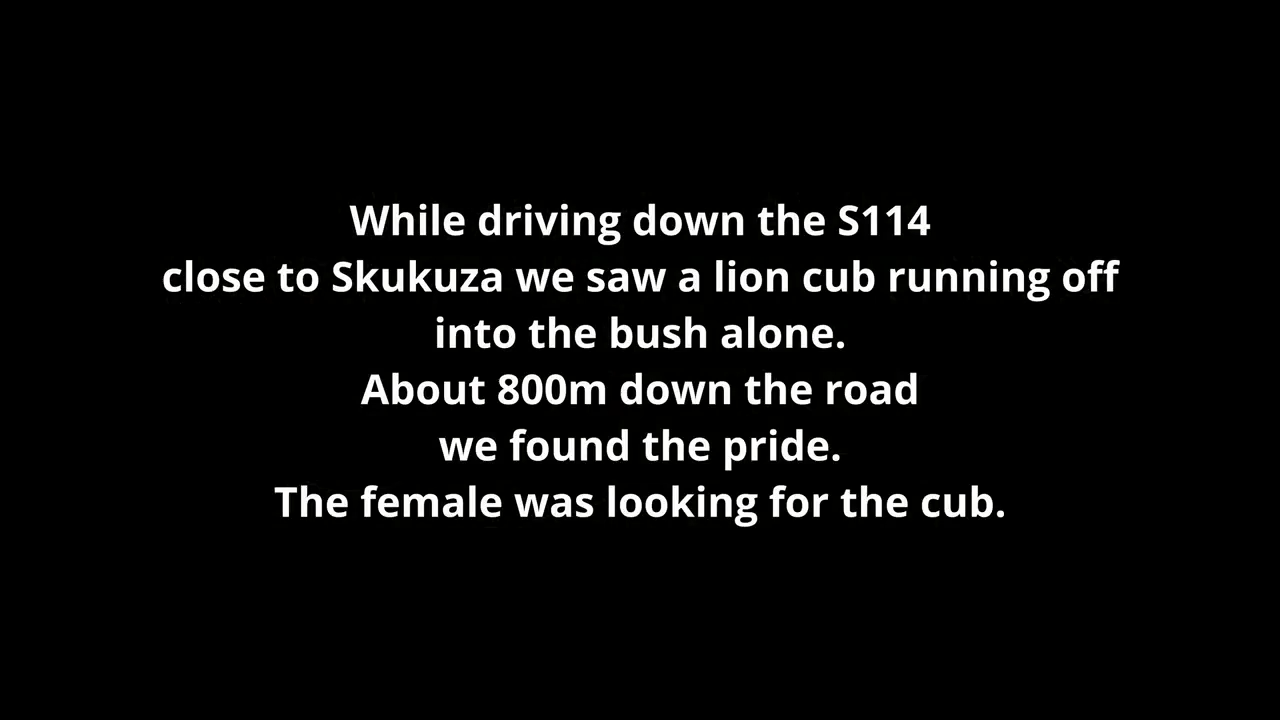 While driving down the S114
close to Skukuza we saw a lion cub running off
into the bush alone.
About 800m down the road
we found the pride.
The female was looking for the cub.